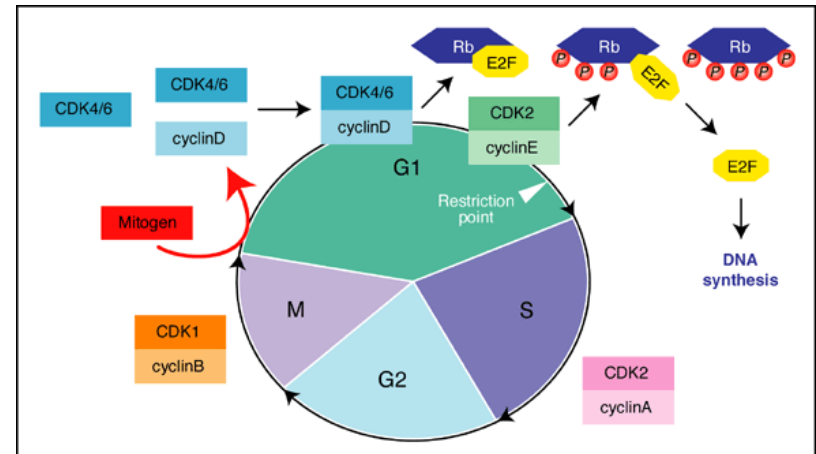 Rb
E2F
Rb
P
P
P
P
E2F
Rb
P
P
P
P
P
CDK4/6
CDK4/6
cyclinD
CDK4/6
cyclinD
CDK2
cyclinE
E2F
G1
Restriction
point
Mitogen
DNA
synthesis
M
S
CDK1
cyclinB
G2
CDK2
cyclinA